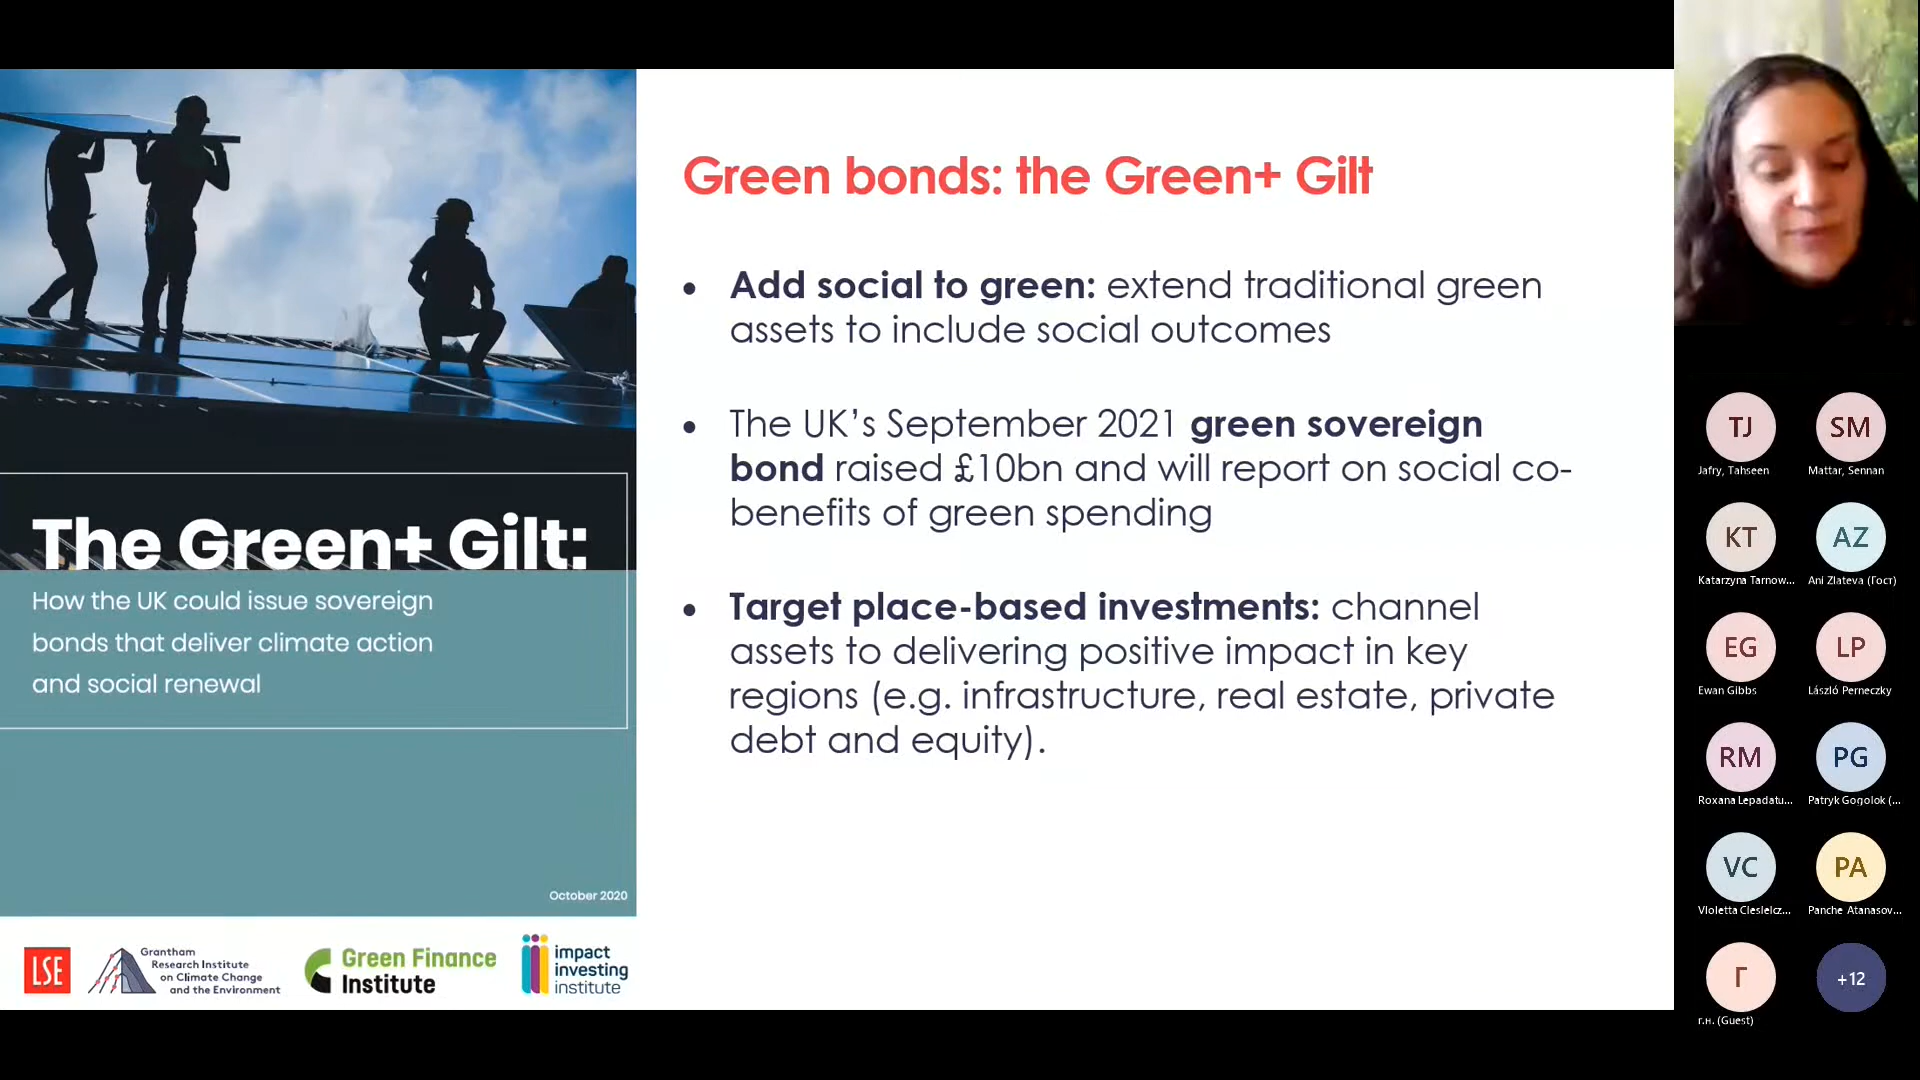 The Green+ Gilt:
How the UK could issue sovereign
bonds that deliver climate action
and social renewal
October 2020
LSE
Grantham
Research Institute
on Climate Change
and the Environment
Green Finance
Institute
impact
investing
institute
Green bonds: the Green+ Gilt
• Add social to green: extend traditional green
assets to include social outcomes
• The UK’s September 2021 green sovereign
bond raised £10bn and will report on social co-
benefits of green spending
• Target place-based investments: channel
assets to delivering positive impact in key
regions (e.g. infrastructure, real estate, private
debt and equity).
TJ SM
Jafry, Tahseen Mattar, Sennan
KT AZ
Katarzyna Tarnow... Ani Zlateva (Гост)
EG LP
Ewan Gibbs László Perneczky
RM PG
Roxana Lepadatu... Patryk Gogolok (...
VC PA
Violetta Cieslelcz... Panche Atanasov...
Г +12
г.н. (Guest)